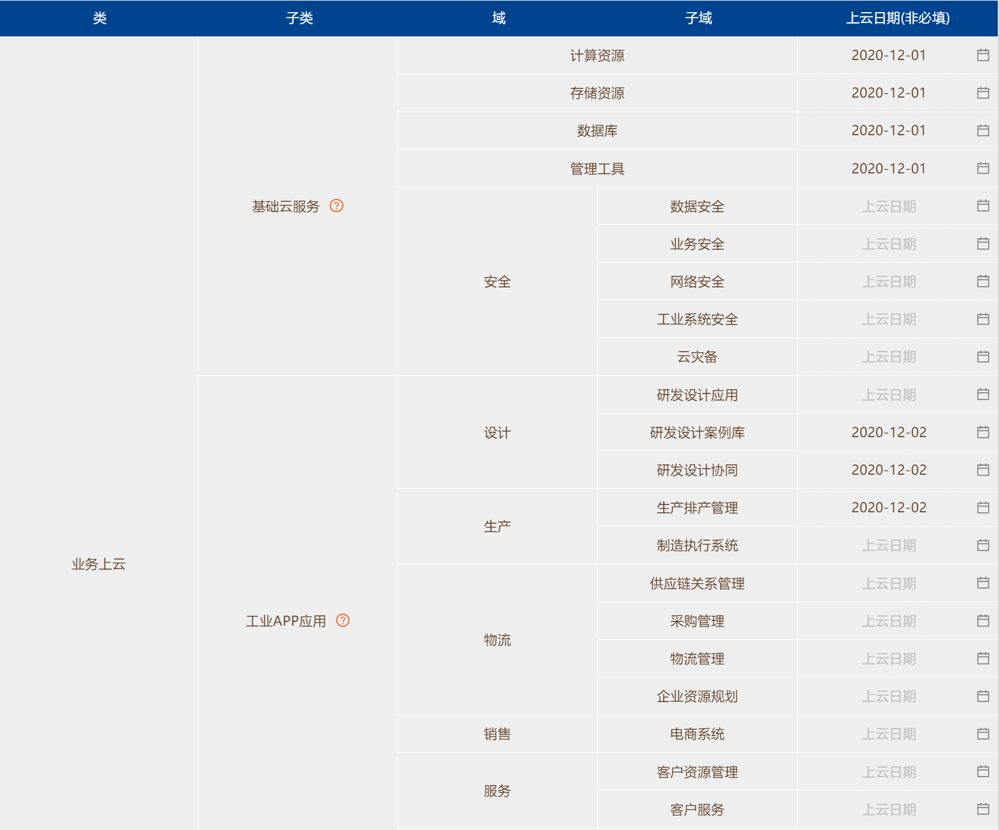 类 子类 域 子域 上云日期(非必填)
计算资源 2020-12-01
存储资源 2020-12-01
数据库 2020-12-01
管理工具 2020-12-01
基础云服务 ? 数据安全 上云日期
业务安全 上云日期
安全 网络安全 上云日期
工业系统安全 上云日期
云灾备 上云日期
研发设计应用 上云日期
设计 研发设计案例库 2020-12-02
研发设计协同 2020-12-02
生产排产管理 2020-12-02
生产
制造执行系统 上云日期
业务上云
供应链关系管理 上云日期
工业APP应用 ? 采购管理 上云日期
物流
物流管理 上云日期
企业资源规划 上云日期
销售 电商系统 上云日期
客户资源管理 上云日期
服务
客户服务 上云日期